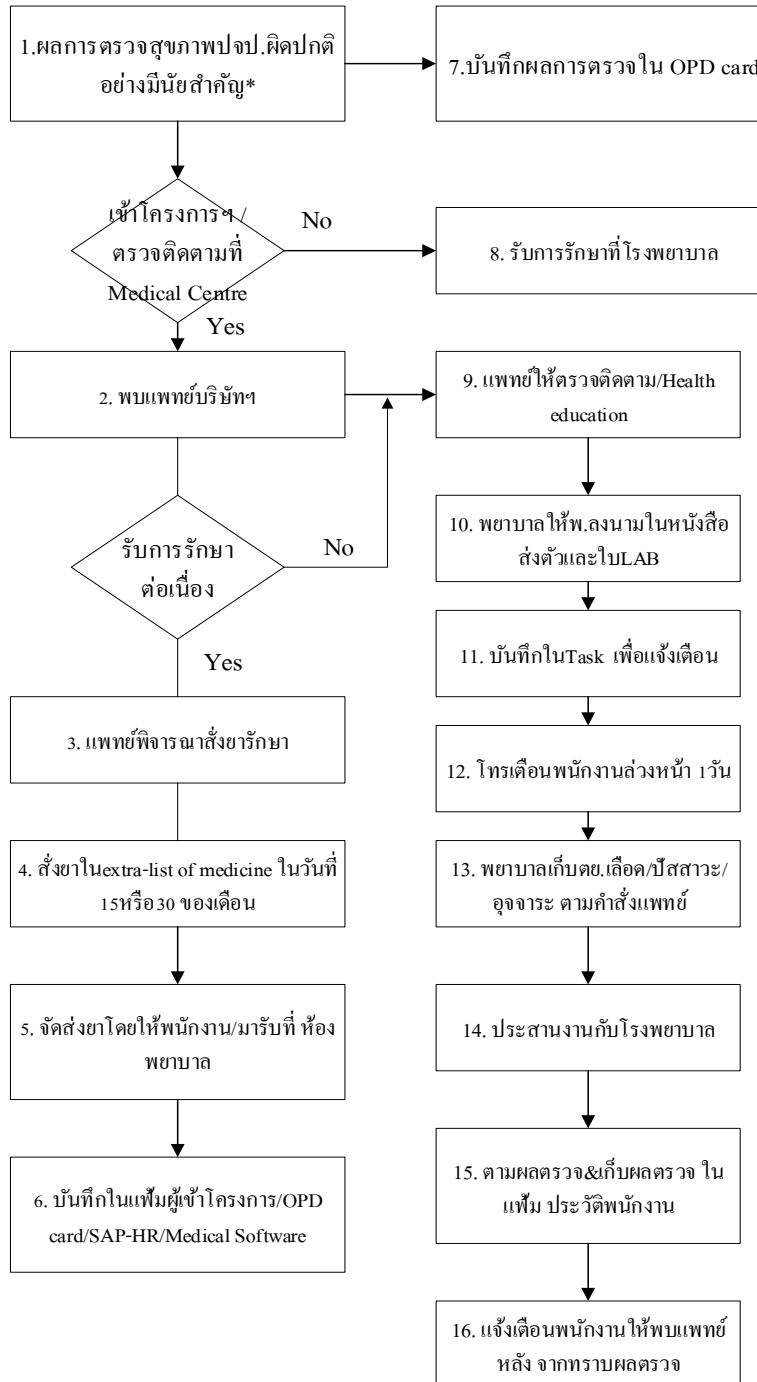 1.ผลการตรวจสุขภาพปจป.ผิดปกติ
อย่างมีนัยสำคัญ*
7.บันทึกผลการตรวจใน OPD card
เข้าโครงการฯ /
ตรวจติดตามที่
Medical Centre
No
8. รับการรักษาที่โรงพยาบาล
Yes
2. พบแพทย์บริษัทฯ
9. แพทย์ให้ตรวจติดตาม/Health
education
รับการรักษา
ต่อเนื่อง
No
10. พยาบาลให้พ.ลงนามในหนังสือ
ส่งตัวและใบLAB
Yes
11. บันทึกในTask เพื่อแจ้งเตือน
3. แพทย์พิจารณาสั่งยารักษา
12. โทรเตือนพนักงานล่วงหน้า 1วัน
4. สั่งยาในextra-list of medicine ในวันที่
15หรือ30 ของเดือน
13. พยาบาลเก็บตย.เลือด/ปัสสาวะ/
อุจจาระ ตามคำสั่งแพทย์
5. จัดส่งยาโดยให้พนักงาน/มารับที่ ห้อง
พยาบาล
14. ประสานงานกับโรงพยาบาล
6. บันทึกในแฟ้มผู้เข้าโครงการ/OPD
card/SAP-HR/Medical Software
15. ตามผลตรวจ&เก็บผลตรวจ ใน
แฟ้ม ประวัติพนักงาน
16. แจ้งเตือนพนักงานให้พบแพทย์
หลัง จากทราบผลตรวจ